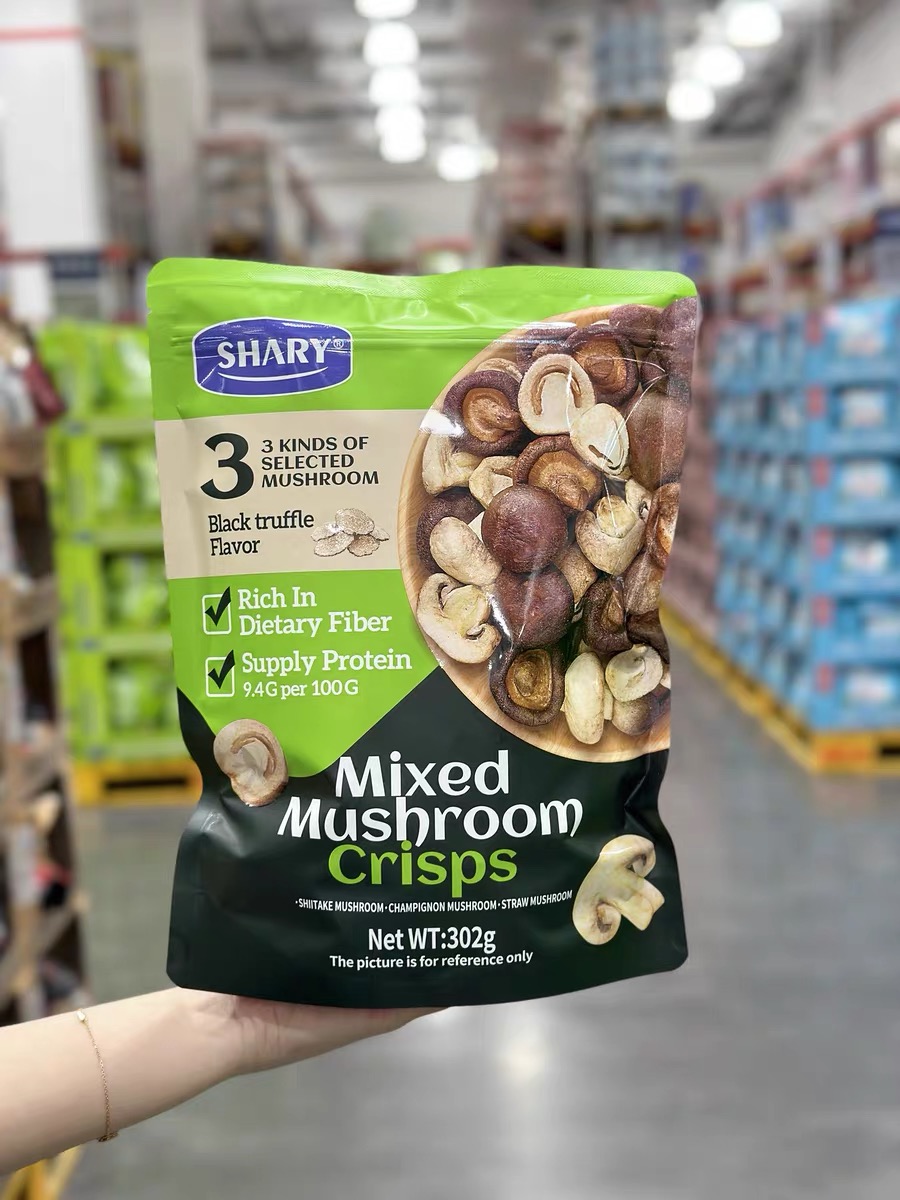 SHARY®
3
3 KINDS OF
SELECTED
MUSHROOM
Black truffle
Flavor
Rich In
Dietary Fiber
Supply Protein
9.4G per 100G
Mixed
Mushroom
Crisps
·SHIITAKE MUSHROOM·CHAMPIGNON MUSHROOM·STRAW MUSHROOM
Net WT:302g
The picture is for reference only